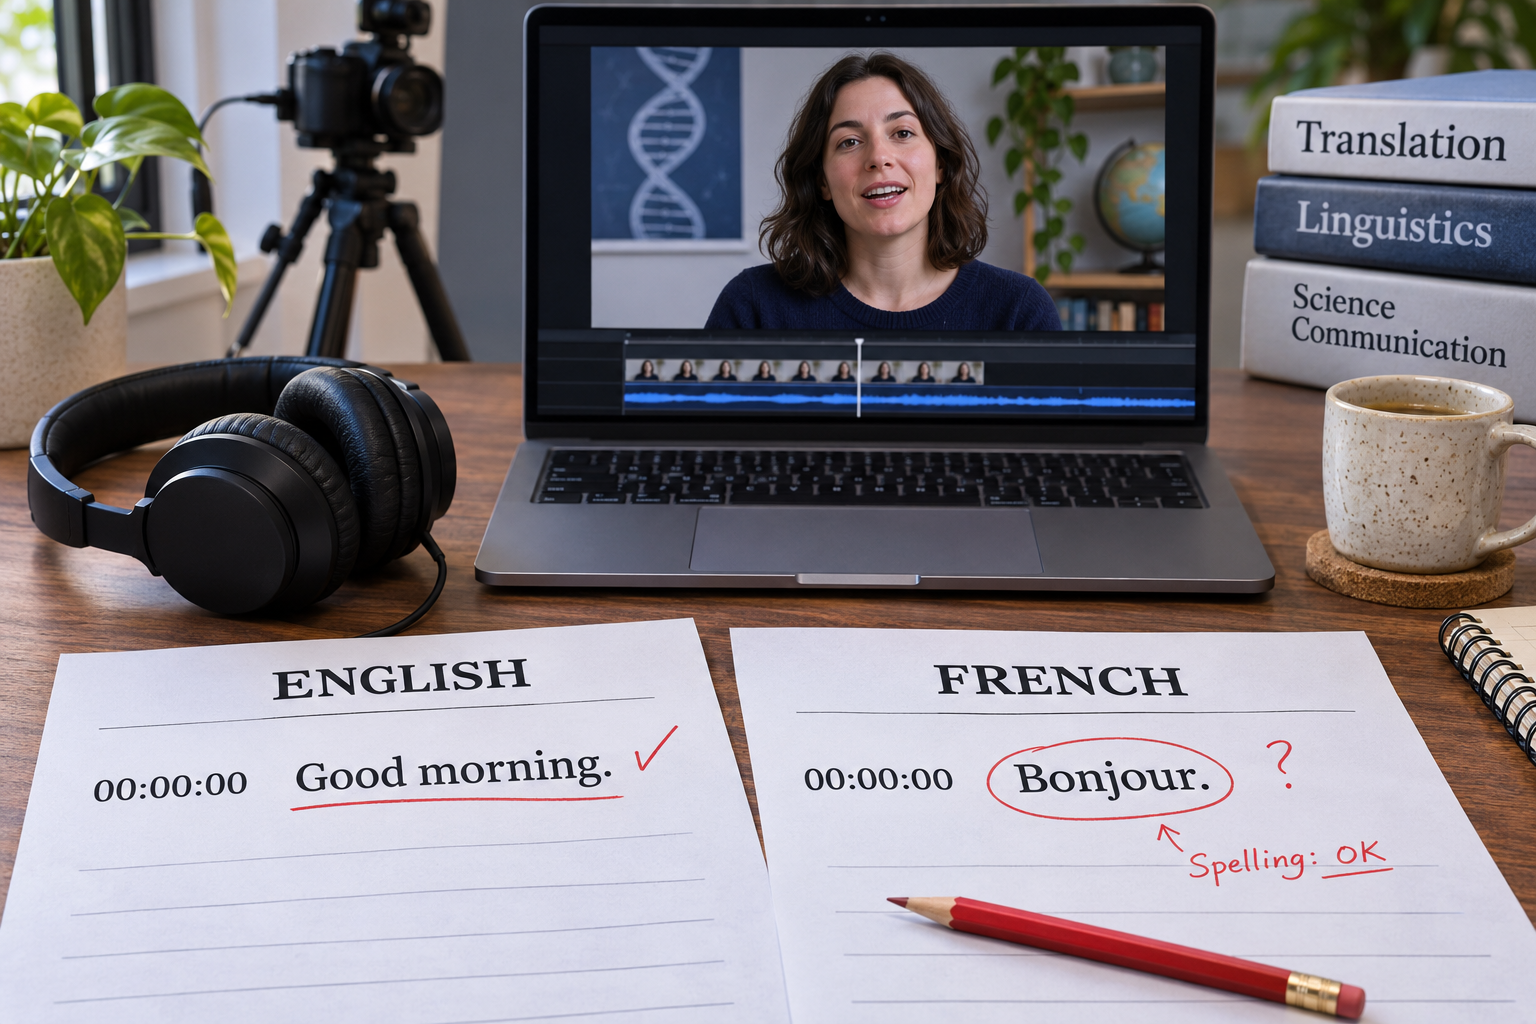 Translation
Linguistics
Science
Communication
ENGLISH
00:00:00 Good morning.
FRENCH
00:00:00 Bonjour. ?
Spelling: OK